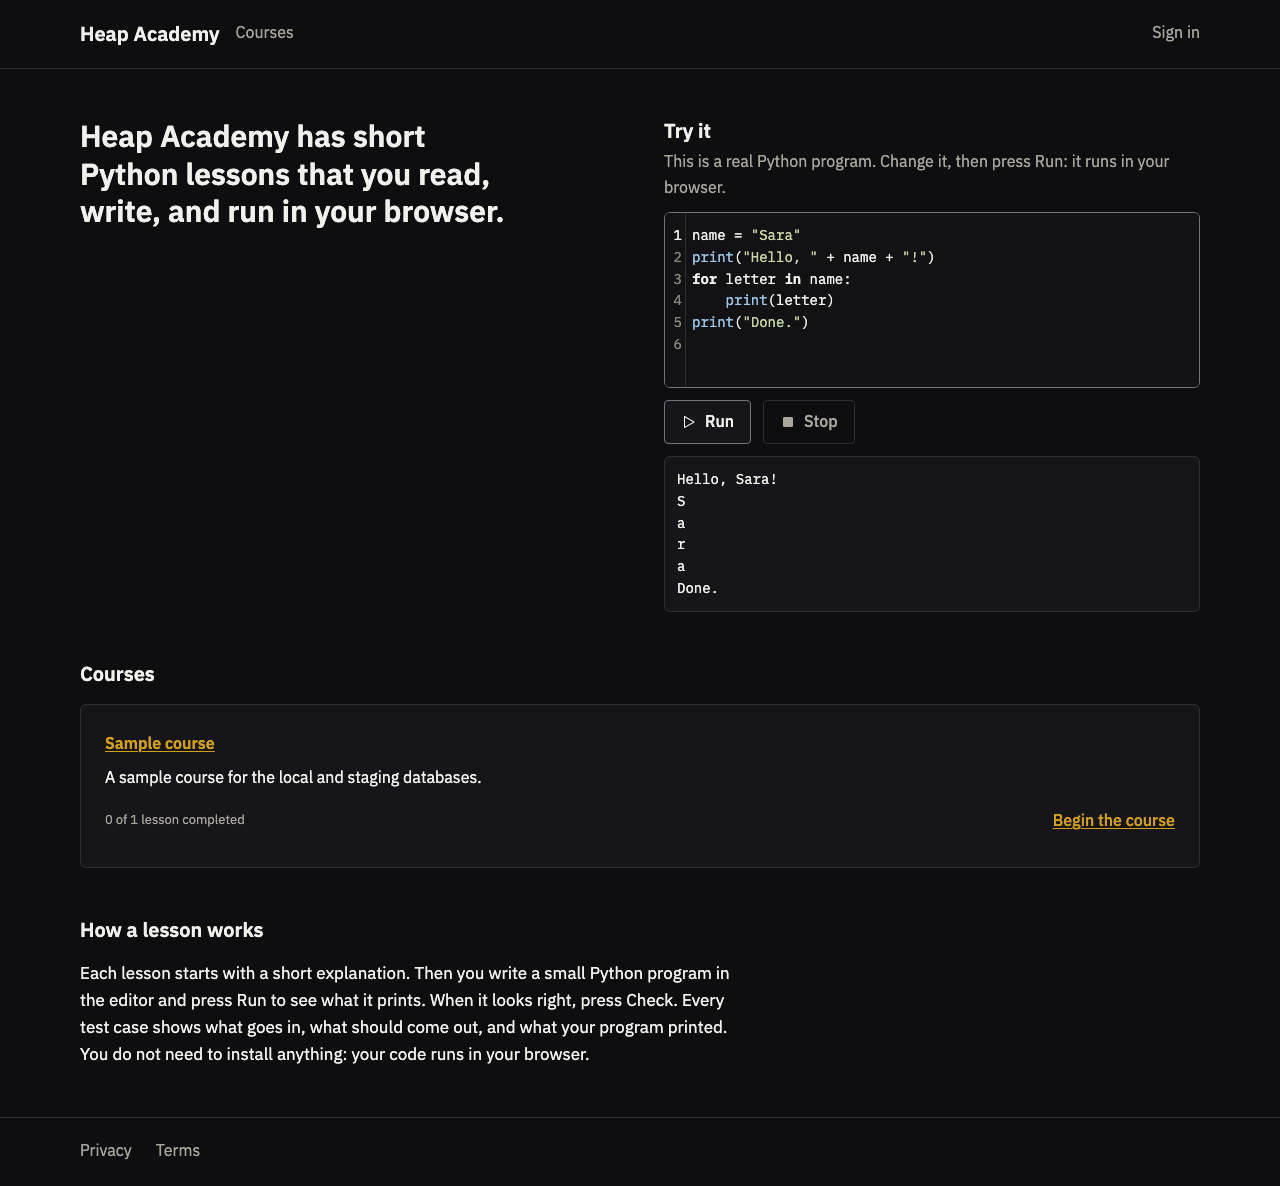 Heap Academy Courses Sign in
Heap Academy has short
Python lessons that you read,
write, and run in your browser.
Try it
This is a real Python program. Change it, then press Run: it runs in your
browser.
1 name = "Sara"
2 print("Hello, " + name + "!")
3 for letter in name:
4     print(letter)
5 print("Done.")
6
Run Stop
Hello, Sara!
S
a
r
a
Done.
Courses
Sample course
A sample course for the local and staging databases.
0 of 1 lesson completed Begin the course
How a lesson works
Each lesson starts with a short explanation. Then you write a small Python program in
the editor and press Run to see what it prints. When it looks right, press Check. Every
test case shows what goes in, what should come out, and what your program printed.
You do not need to install anything: your code runs in your browser.
Privacy Terms